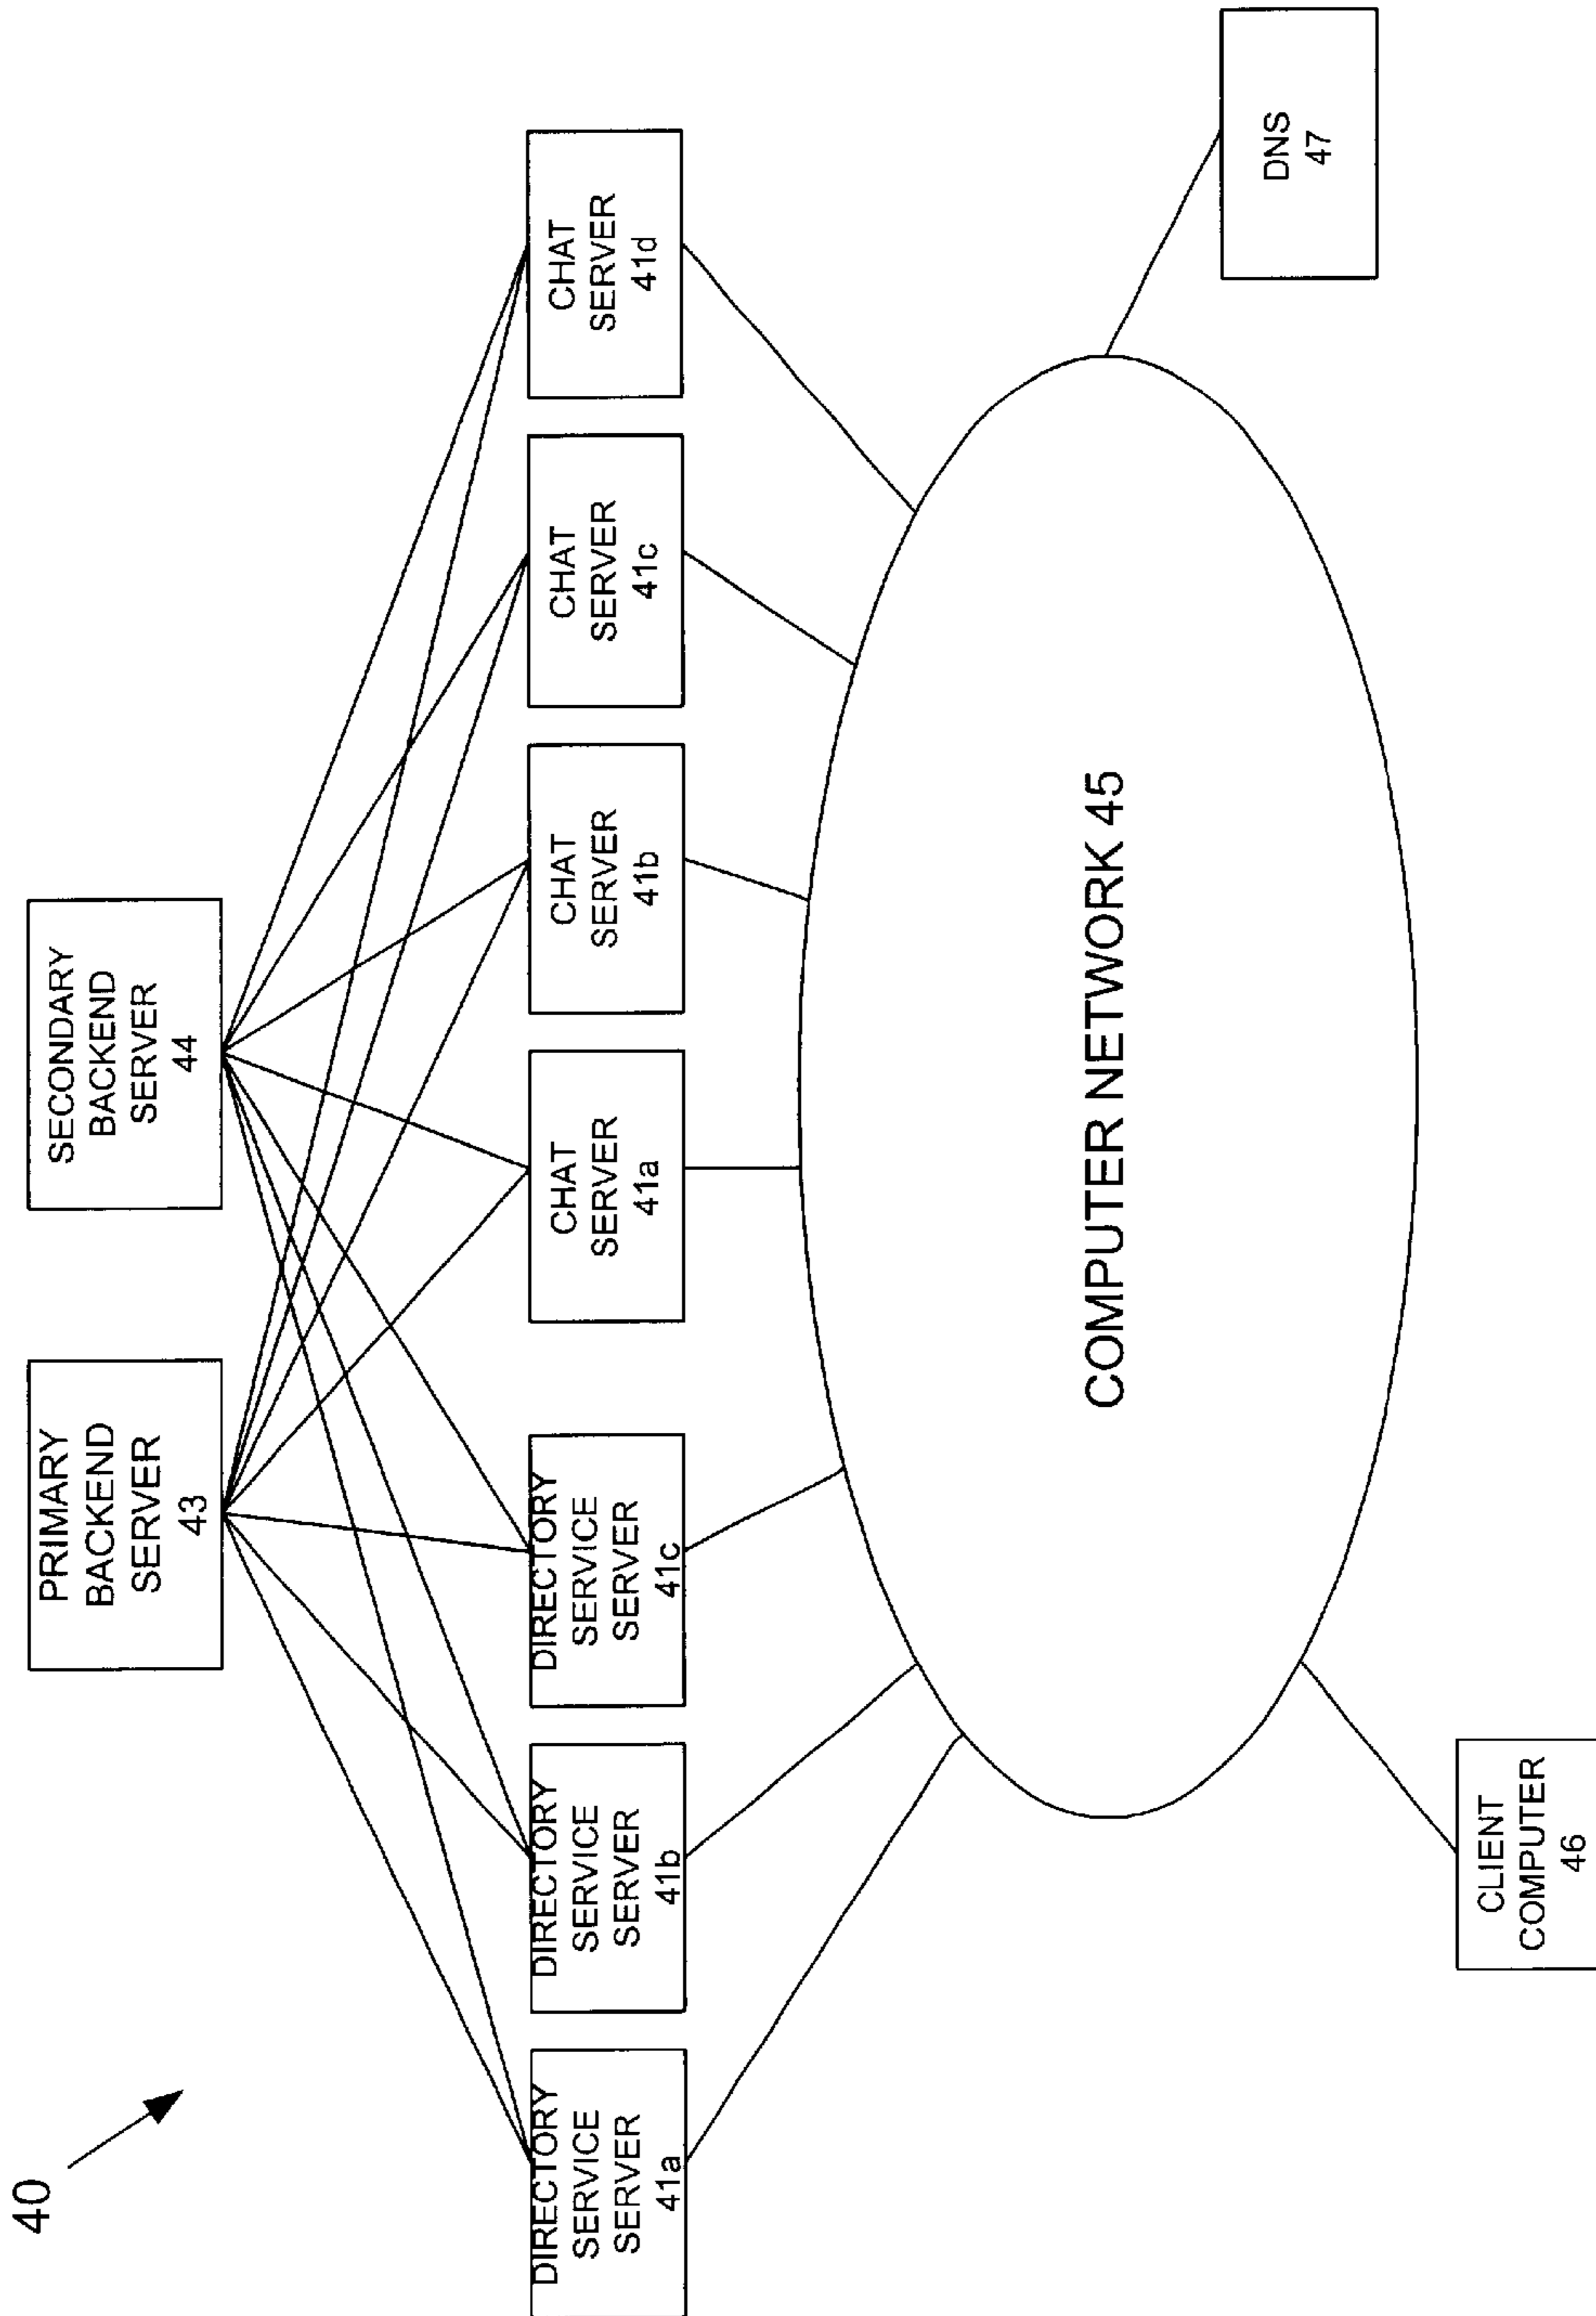 40
PRIMARY
BACKEND
SERVER
43
SECONDARY
BACKEND
SERVER
44
DIRECTORY
SERVICE
SERVER
41a
DIRECTORY
SERVICE
SERVER
41b
DIRECTORY
SERVICE
SERVER
41c
CHAT
SERVER
41a
CHAT
SERVER
41b
CHAT
SERVER
41c
CHAT
SERVER
41d
COMPUTER NETWORK 45
CLIENT
COMPUTER
46
DNS
47